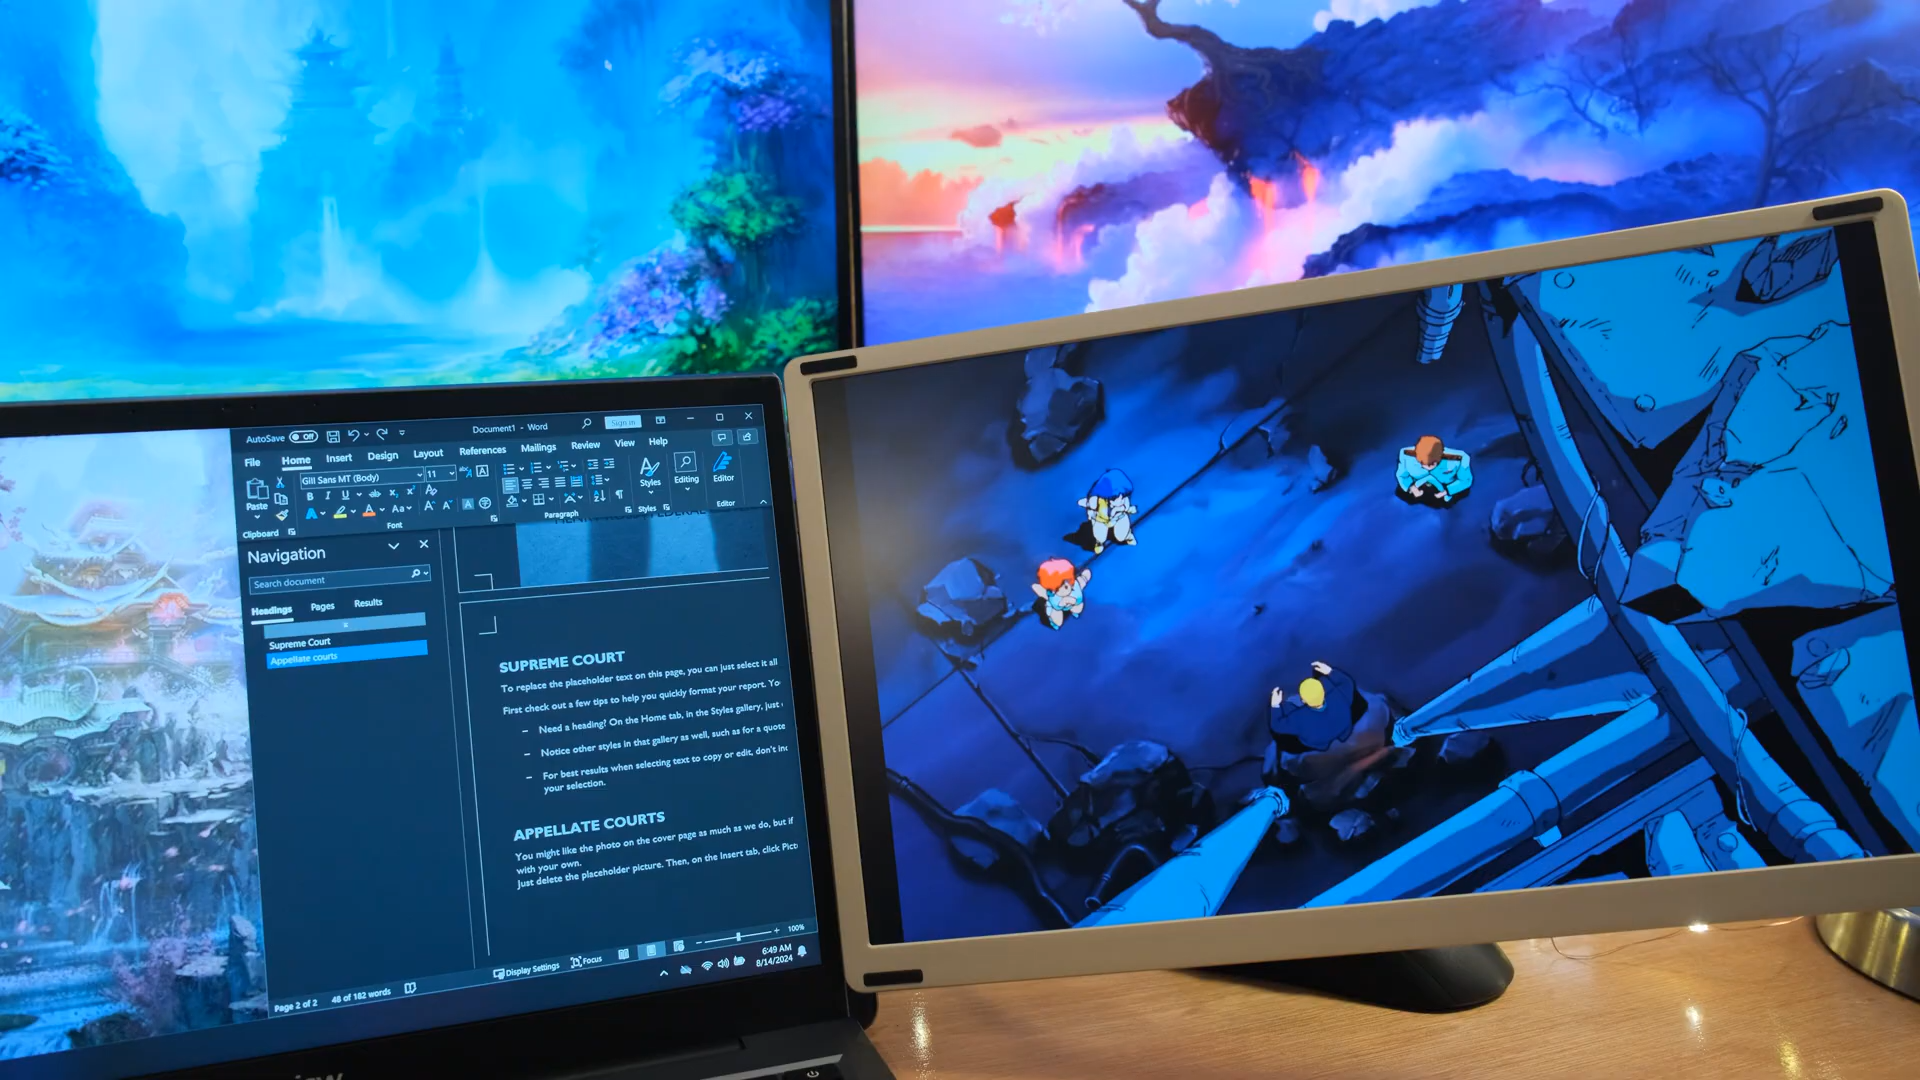 AutoSave Off
Document1 - Word
Sign in
File Home Insert Design Layout References Mailings Review View Help
Gill Sans MT (Body) 11
Paste
B I U ab x₂ x²
A Aa A A
Styles
Editing
Editor
Clipboard Font Paragraph Styles Editor
Navigation
Search document
Headings Pages Results
Supreme Court
Appellate courts
SUPREME COURT
To replace the placeholder text on this page, you can just select it all
First check out a few tips to help you quickly format your report.
– Need a heading? On the Home tab, in the Styles gallery, just
– Notice other styles in that gallery as well, such as for a quote
– For best results when selecting text to copy or edit, don't
your selection.
APPELLATE COURTS
You might like the photo on the cover page as much as we do, but if
with your own.
Just delete the placeholder picture. Then, on the Insert tab, click
Page 2 of 2 48 of 182 words
Display Settings Focus 100%
6:49 AM
8/14/2024